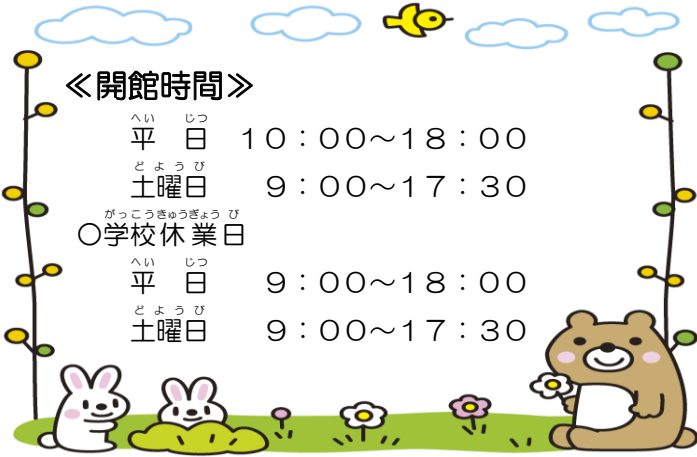 ≪開館時間≫
へい じつ
平 日 １０：００～１８：００
どようび
土曜日 ９：００～１７：３０
がっこうきゅうぎょう び
○学校休業日
へい じつ
平 日 ９：００～１８：００
どようび
土曜日 ９：００～１７：３０